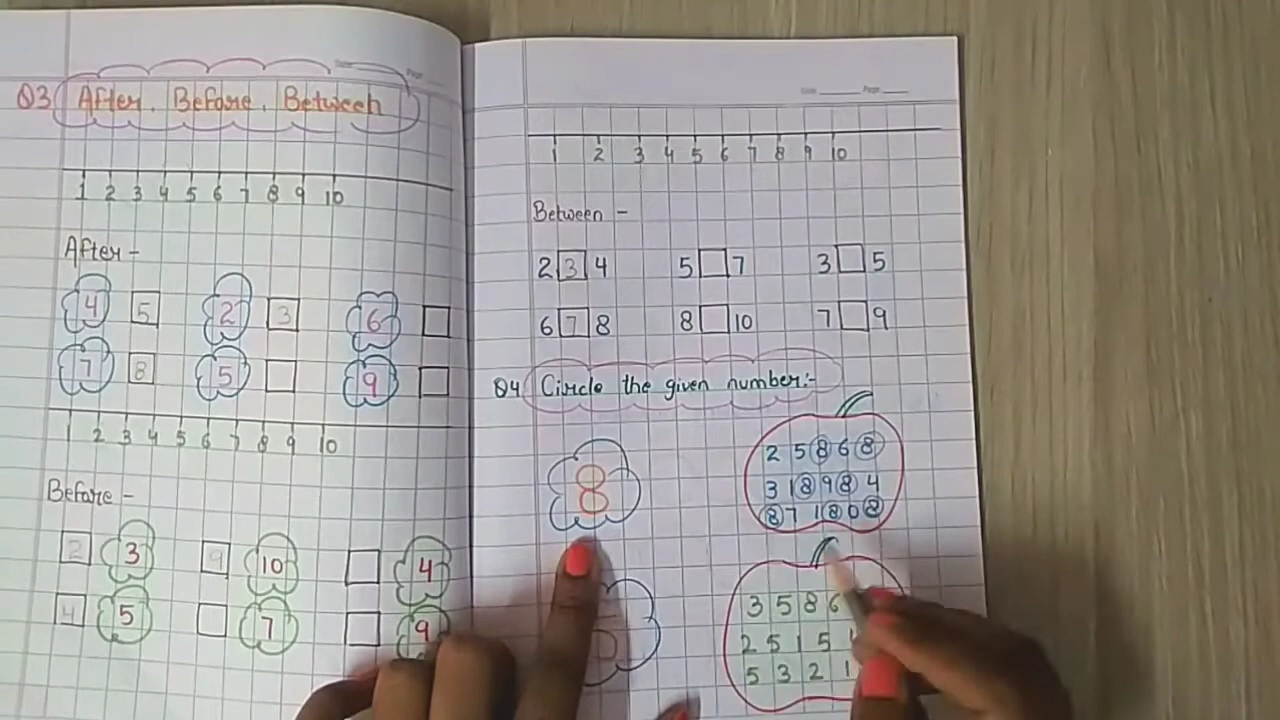 Q3 After, Before, Between
1 2 3 4 5 6 7 8 9 10
After -
4 5 2 3 6
7 8 5 9
1 2 3 4 5 6 7 8 9 10
Before -
2 3 9 10 4
4 5 7 9
Date Page
1 2 3 4 5 6 7 8 9 10
Between -
2 3 4 5 7 3 5
6 7 8 8 10 7 9
Q4 Circle the given number:-
8
2 5 8 6 8
3 1 8 9 8 4
8 7 1 8 0 8
3 5 8 6
2 5 1 5
5 3 2 1